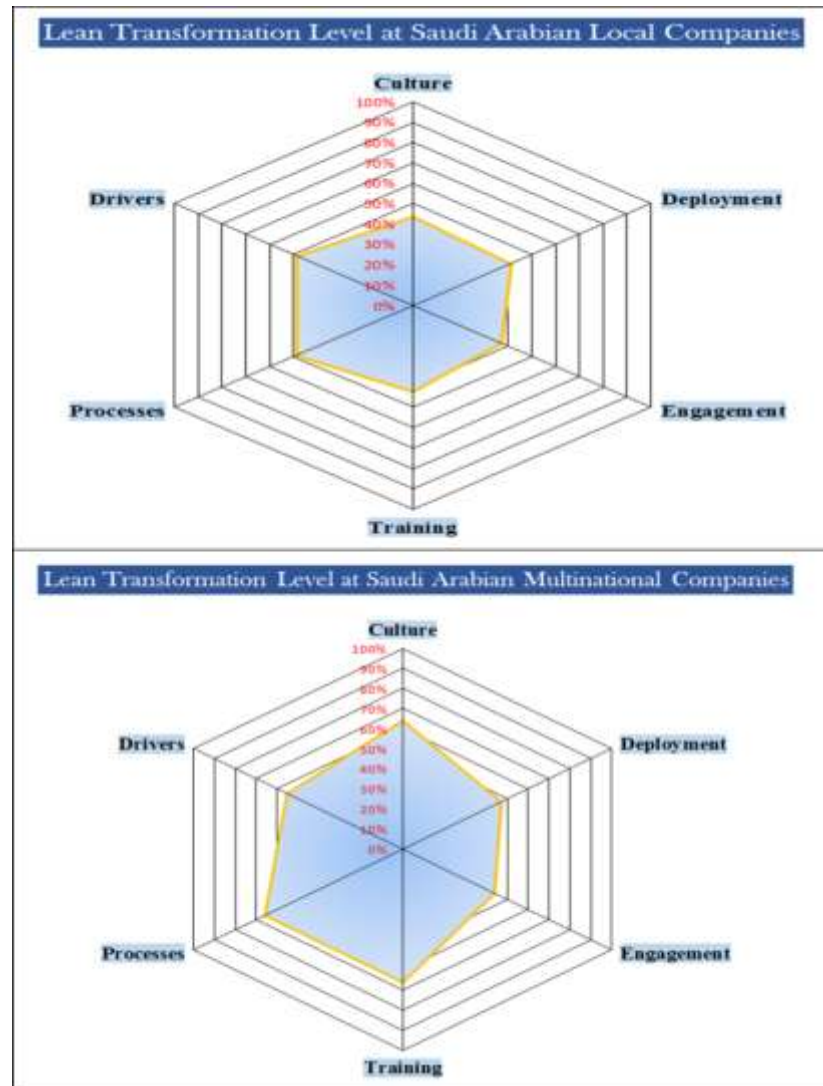 Lean Transformation Level at Saudi Arabian Local Companies
Culture
100%
90%
80%
70%
60%
50%
40%
30%
20%
10%
0%
Drivers
Deployment
Processes
Engagement
Training
Lean Transformation Level at Saudi Arabian Multinational Companies
Culture
100%
90%
80%
70%
60%
50%
40%
30%
20%
10%
0%
Drivers
Deployment
Processes
Engagement
Training